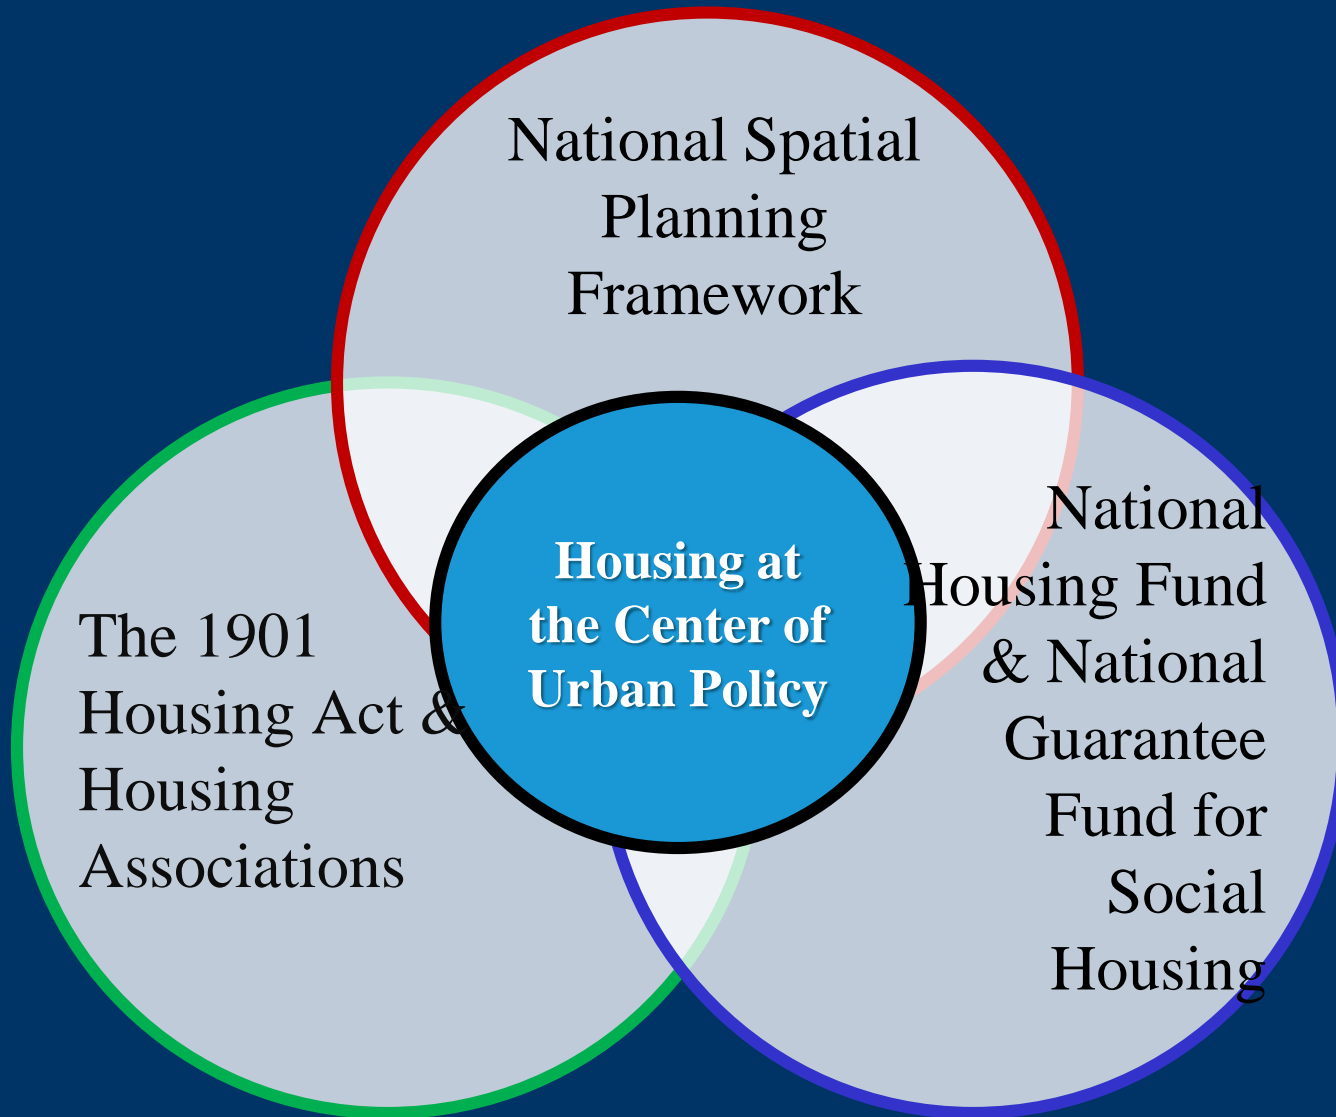 National Spatial
Planning
Framework
Housing at
the Center of
Urban Policy
The 1901
Housing Act &
Housing
Associations
National
Housing Fund
& National
Guarantee
Fund for
Social
Housing